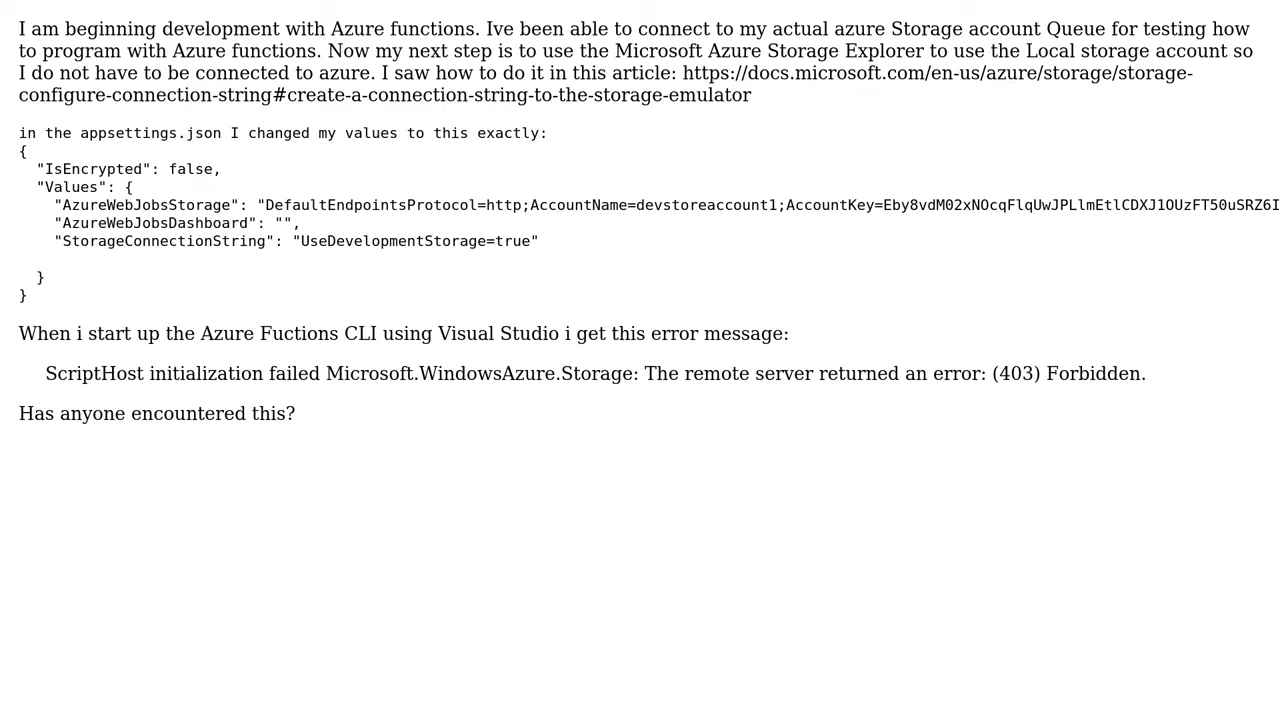 I am beginning development with Azure functions. Ive been able to connect to my actual azure Storage account Queue for testing how
to program with Azure functions. Now my next step is to use the Microsoft Azure Storage Explorer to use the Local storage account so
I do not have to be connected to azure. I saw how to do it in this article: https://docs.microsoft.com/en-us/azure/storage/storage-
configure-connection-string#create-a-connection-string-to-the-storage-emulator
in the appsettings.json I changed my values to this exactly:
{
  "IsEncrypted": false,
  "Values": {
    "AzureWebJobsStorage": "DefaultEndpointsProtocol=http;AccountName=devstoreaccount1;AccountKey=Eby8vdM02xNOcqFlqUwJPLlmEtlCDXJ1OUzFT50uSRZ6I
    "AzureWebJobsDashboard": "",
    "StorageConnectionString": "UseDevelopmentStorage=true"
  }
}
When i start up the Azure Fuctions CLI using Visual Studio i get this error message:
ScriptHost initialization failed Microsoft.WindowsAzure.Storage: The remote server returned an error: (403) Forbidden.
Has anyone encountered this?